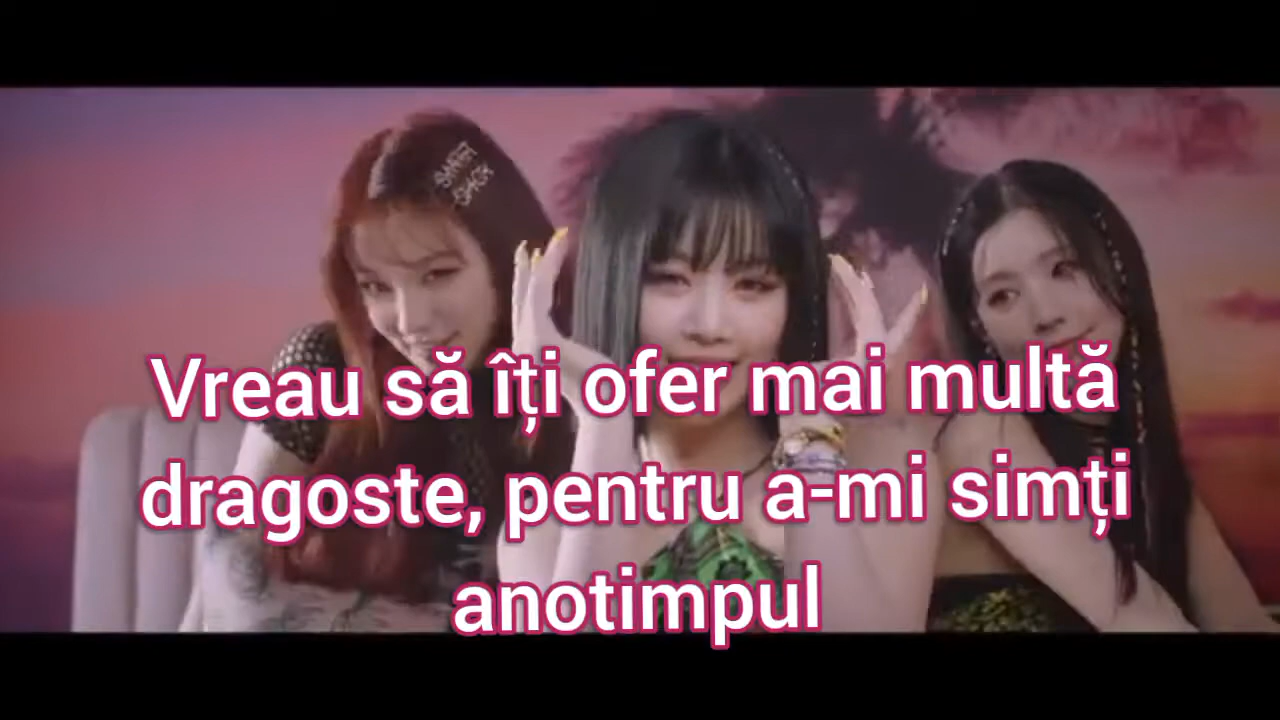 Vreau să îți ofer mai multă
dragoste, pentru a-mi simți
anotimpul